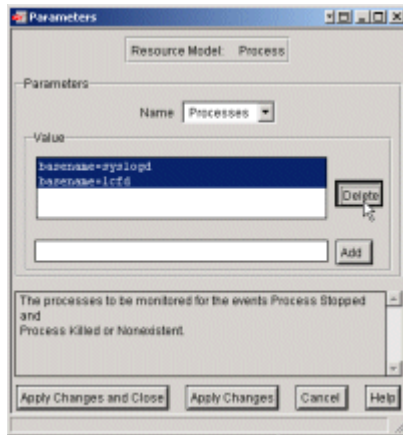 Parameters
Resource Model: Process
Parameters
Name Processes
Value
basename=syslogd
basename=lcfd
Delete
Add
The processes to be monitored for the events Process Stopped
and
Process Killed or Nonexistent.
Apply Changes and Close Apply Changes Cancel Help